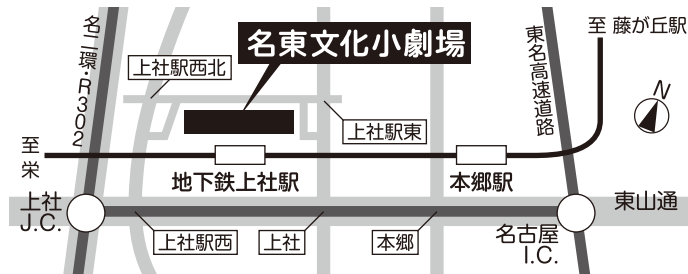 名東文化小劇場
至 藤が丘駅
名二環・R302
東名高速道路
上社駅西北
上社駅東
N
至
栄
地下鉄上社駅
本郷駅
上社
J.C.
東山通
上社駅西
上社
本郷
名古屋
I.C.